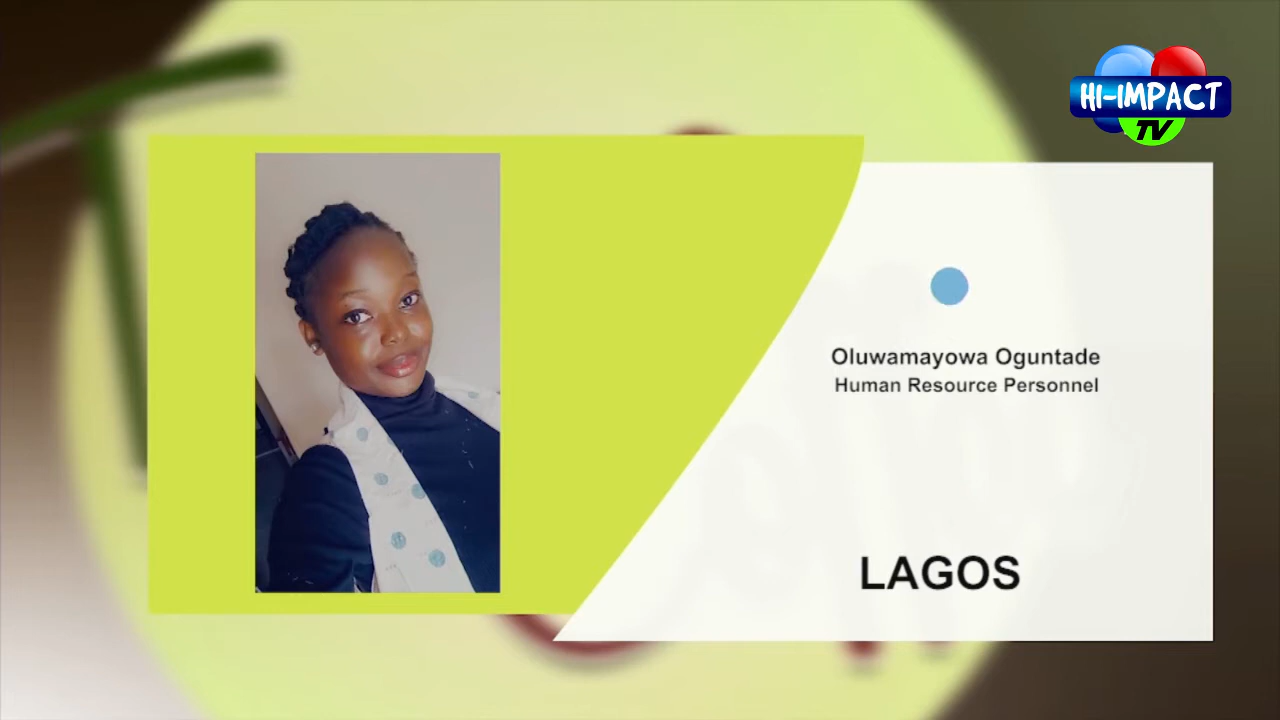 HI-IMPACT
TV
Oluwamayowa Oguntade
Human Resource Personnel
LAGOS